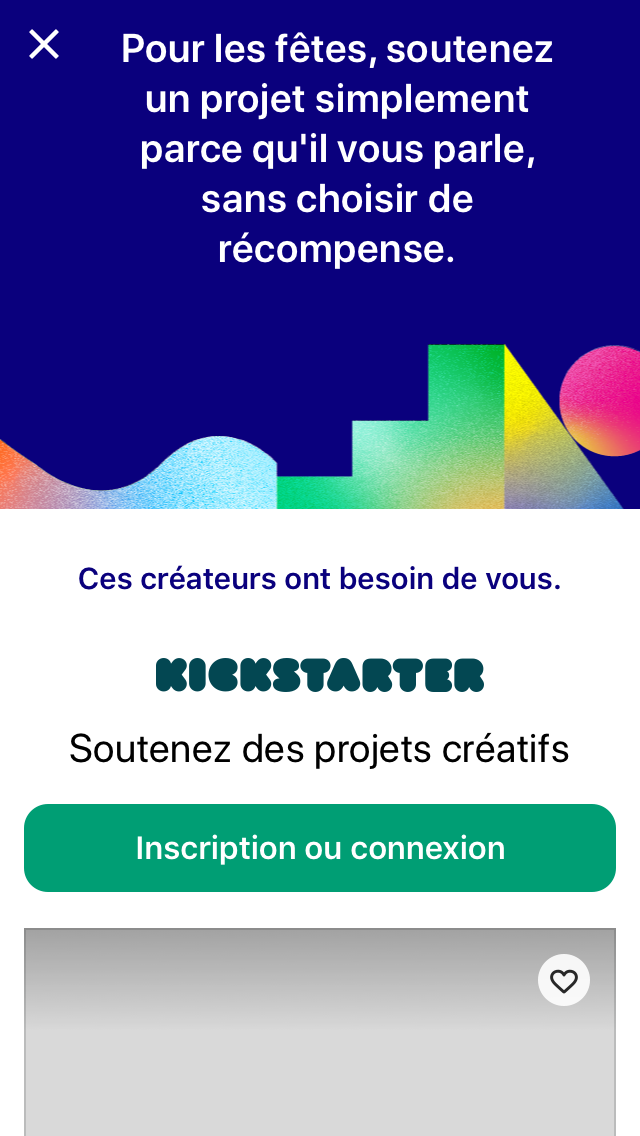 Pour les fêtes, soutenez
un projet simplement
parce qu'il vous parle,
sans choisir de
récompense.
Ces créateurs ont besoin de vous.
KICKSTARTER
Soutenez des projets créatifs
Inscription ou connexion